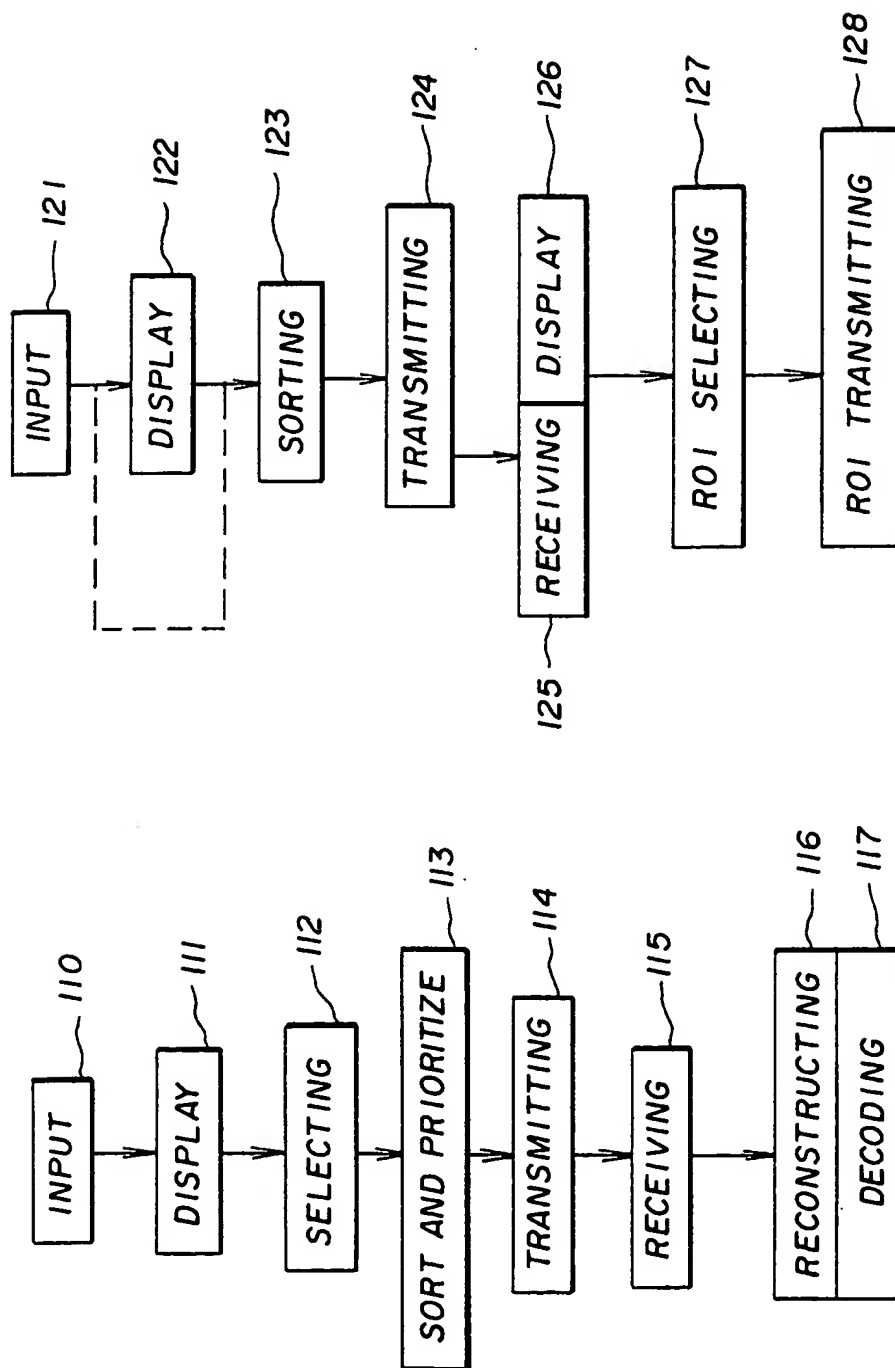 INPUT
110
DISPLAY
111
SELECTING
112
SORT AND PRIORITIZE
113
TRANSMITTING
114
RECEIVING
115
RECONSTRUCTING
116
DECODING
117
INPUT
121
DISPLAY
122
SORTING
123
TRANSMITTING
124
RECEIVING
125
DISPLAY
126
ROI SELECTING
127
ROI TRANSMITTING
128